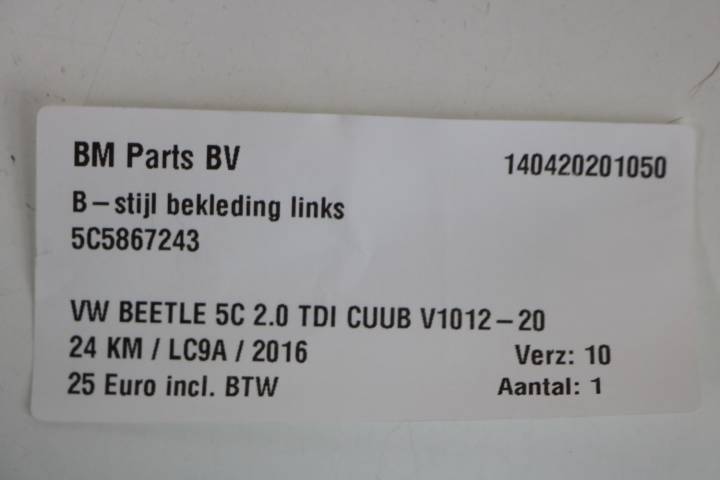 BM Parts BV 140420201050
B-stijl bekleding links
5C5867243
VW BEETLE 5C 2.0 TDI CUUB V1012-20
24 KM / LC9A / 2016 Verz: 10
25 Euro incl. BTW Aantal: 1